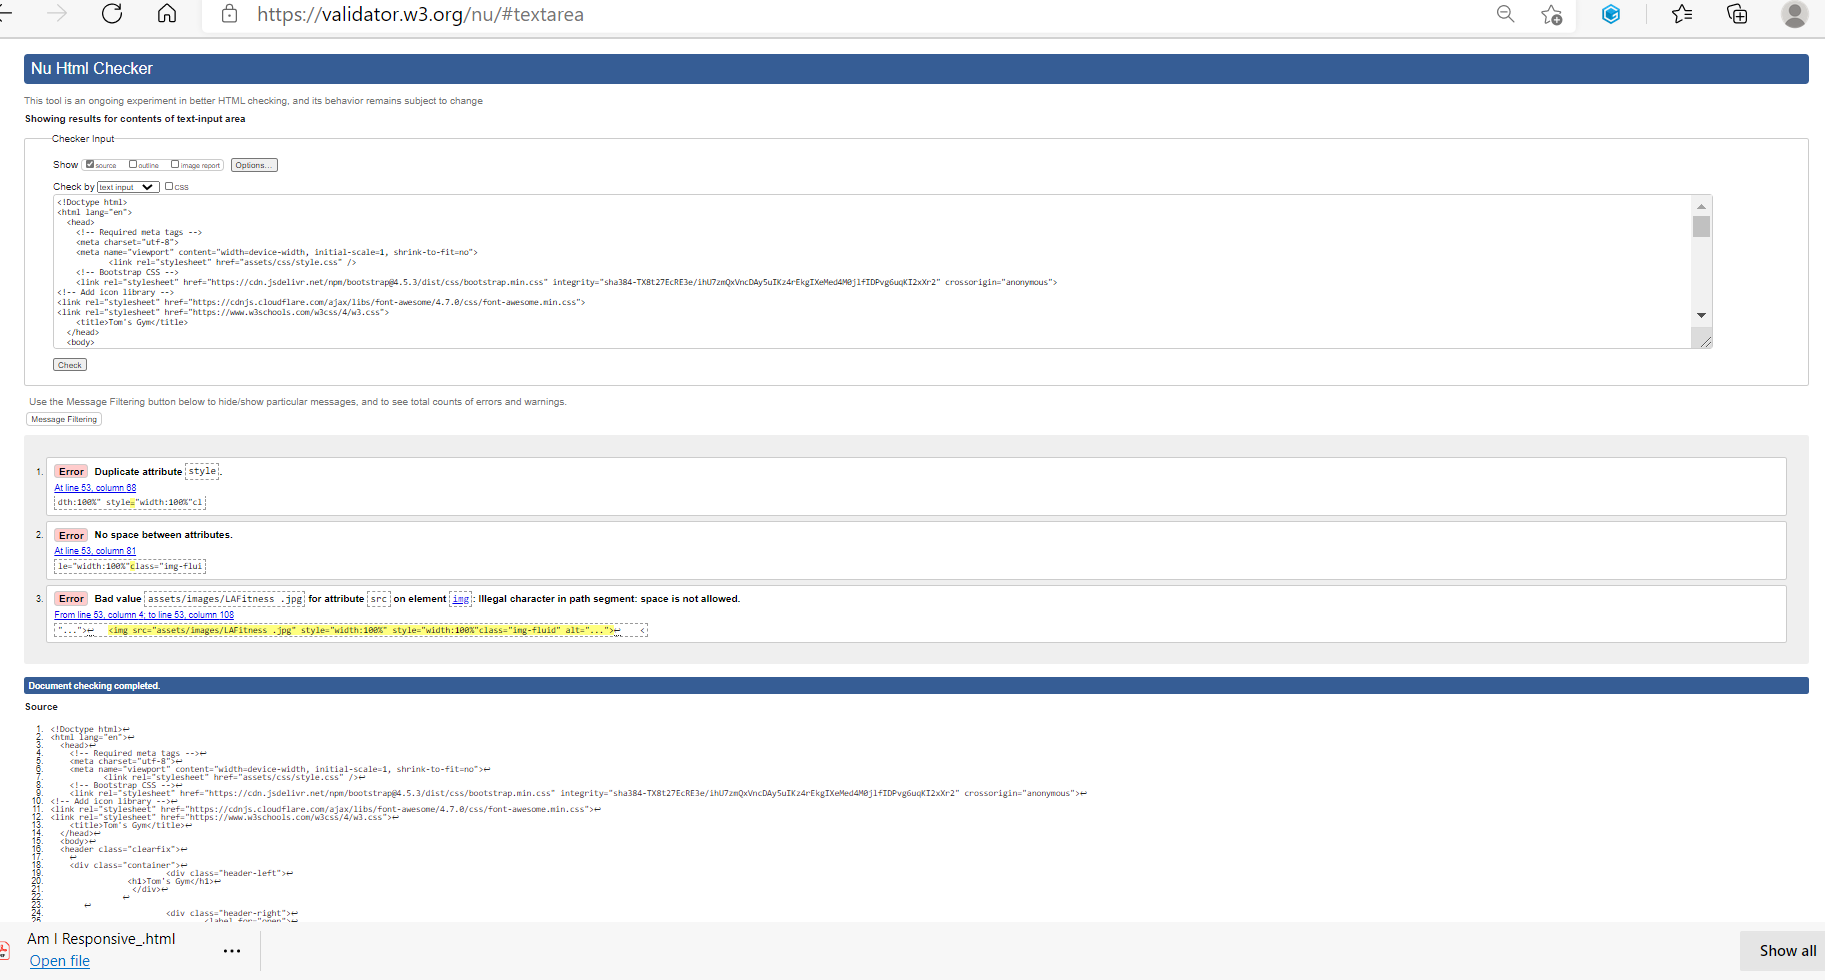 https://validator.w3.org/nu/#textarea
Nu Html Checker
This tool is an ongoing experiment in better HTML checking, and its behavior remains subject to change
Showing results for contents of text-input area
Checker Input
Show source outline image report Options...
Check by text input css
<!Doctype html>
<html lang="en">
<head>
<!-- Required meta tags -->
<meta charset="utf-8">
<meta name="viewport" content="width=device-width, initial-scale=1, shrink-to-fit=no">
<link rel="stylesheet" href="assets/css/style.css" />
<!-- Bootstrap CSS -->
<link rel="stylesheet" href="https://cdn.jsdelivr.net/npm/bootstrap@4.5.3/dist/css/bootstrap.min.css" integrity="sha384-TX8t27EcRE3e/ihU7zmQxVncDAy5uIKz4rEkgIXeMed4M0jlfIDPvg6uqKI2xXr2" crossorigin="anonymous">
<!-- Add icon library -->
<link rel="stylesheet" href="https://cdnjs.cloudflare.com/ajax/libs/font-awesome/4.7.0/css/font-awesome.min.css">
<link rel="stylesheet" href="https://www.w3schools.com/w3css/4/w3.css">
<title>Tom's Gym</title>
</head>
<body>
Check
Use the Message Filtering button below to hide/show particular messages, and to see total counts of errors and warnings.
Message Filtering
1. Error Duplicate attribute style.
At line 53, column 68
dth:100%" style="width:100%"cl
2. Error No space between attributes.
At line 53, column 81
le="width:100%"class="img-flui
3. Error Bad value assets/images/LAFitness .jpg for attribute src on element img: Illegal character in path segment: space is not allowed.
From line 53, column 4; to line 53, column 108
"...">↩ <img src="assets/images/LAFitness .jpg" style="width:100%" style="width:100%"class="img-fluid" alt="...">↩ <
Document checking completed.
Source
1. <!Doctype html>↩
2. <html lang="en">↩
3. <head>↩
4. <!-- Required meta tags -->↩
5. <meta charset="utf-8">↩
6. <meta name="viewport" content="width=device-width, initial-scale=1, shrink-to-fit=no">↩
7. <link rel="stylesheet" href="assets/css/style.css" />↩
8. <!-- Bootstrap CSS -->↩
9. <link rel="stylesheet" href="https://cdn.jsdelivr.net/npm/bootstrap@4.5.3/dist/css/bootstrap.min.css" integrity="sha384-TX8t27EcRE3e/ihU7zmQxVncDAy5uIKz4rEkgIXeMed4M0jlfIDPvg6uqKI2xXr2" crossorigin="anonymous">↩
10. <!-- Add icon library -->↩
11. <link rel="stylesheet" href="https://cdnjs.cloudflare.com/ajax/libs/font-awesome/4.7.0/css/font-awesome.min.css">↩
12. <link rel="stylesheet" href="https://www.w3schools.com/w3css/4/w3.css">↩
13. <title>Tom's Gym</title>↩
14. </head>↩
15. <body>↩
16. <header class="clearfix">↩
17. ↩
18. <div class="container">↩
19. <div class="header-left">↩
20. <h1>Tom's Gym</h1>↩
21. </div>↩
22. ↩
23. ↩
24. <div class="header-right">↩
25. <label for="open">↩
Am I Responsive_.html
Open file
Show all